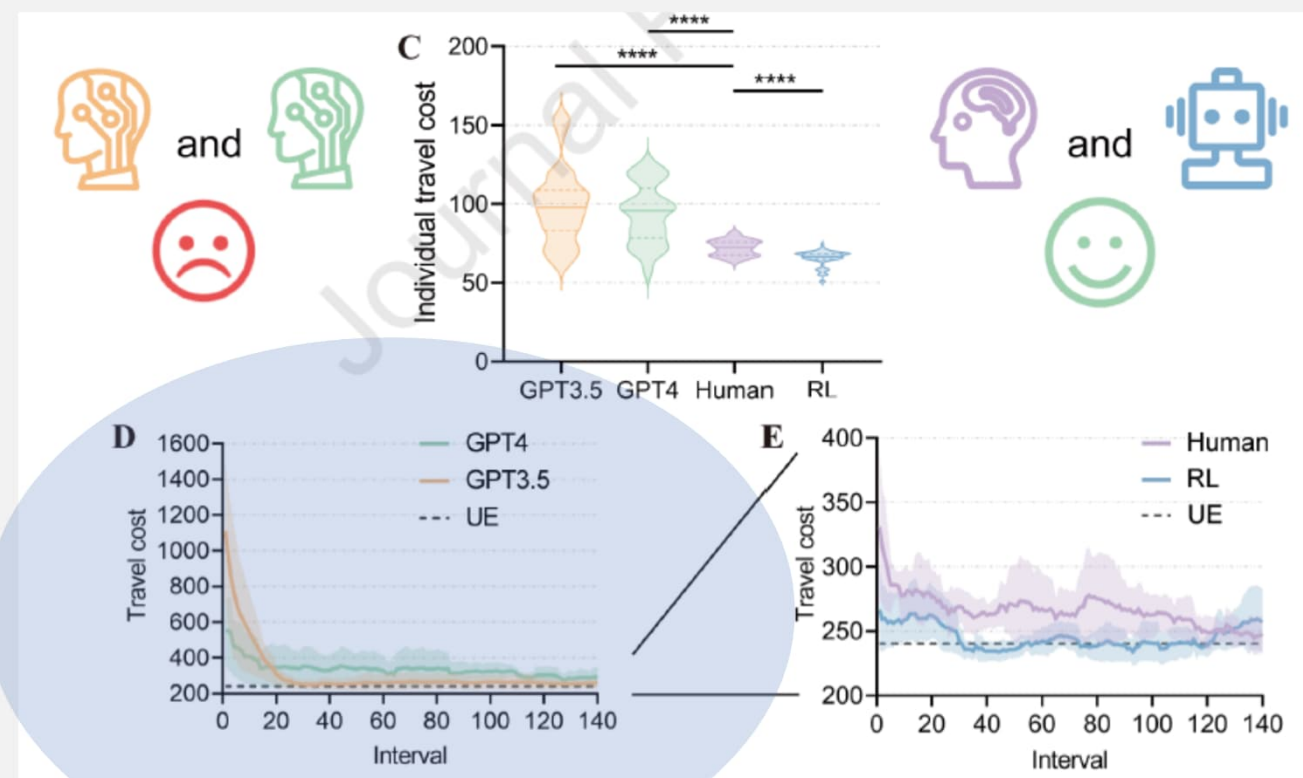 C
****
****
****
200
150
100
50
0
Individual travel cost
GPT3.5 GPT4 Human RL
and
and
Journal
D
1600
1400
1200
1000
800
600
400
200
Travel cost
GPT4
GPT3.5
UE
0 20 40 60 80 100 120 140
Interval
E
400
350
300
250
200
Travel cost
Human
RL
UE
0 20 40 60 80 100 120 140
Interval